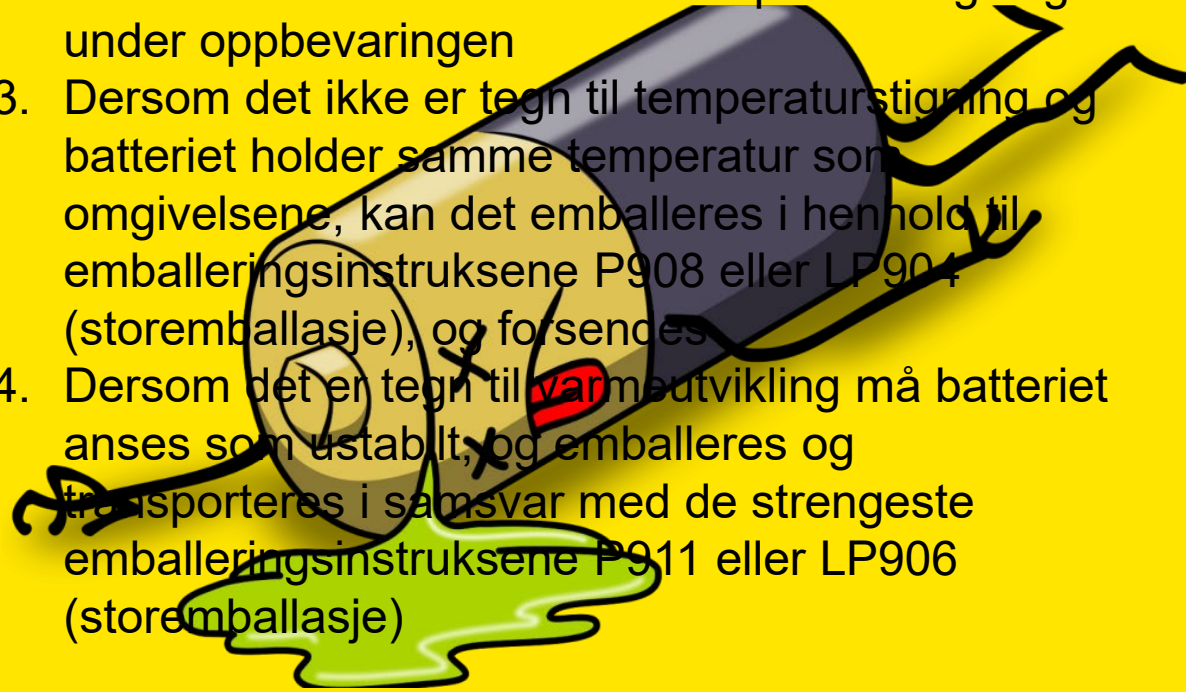 under oppbevaringen
3. Dersom det ikke er tegn til temperaturstigning og
batteriet holder samme temperatur som
omgivelsene, kan det emballeres i henhold til
emballeringsinstruksene P908 eller LP904
(storemballasje), og forsendes
4. Dersom det er tegn til varmeutvikling må batteriet
anses som ustabilt, og emballeres og
transporteres i samsvar med de strengeste
emballeringsinstruksene P911 eller LP906
(storemballasje)